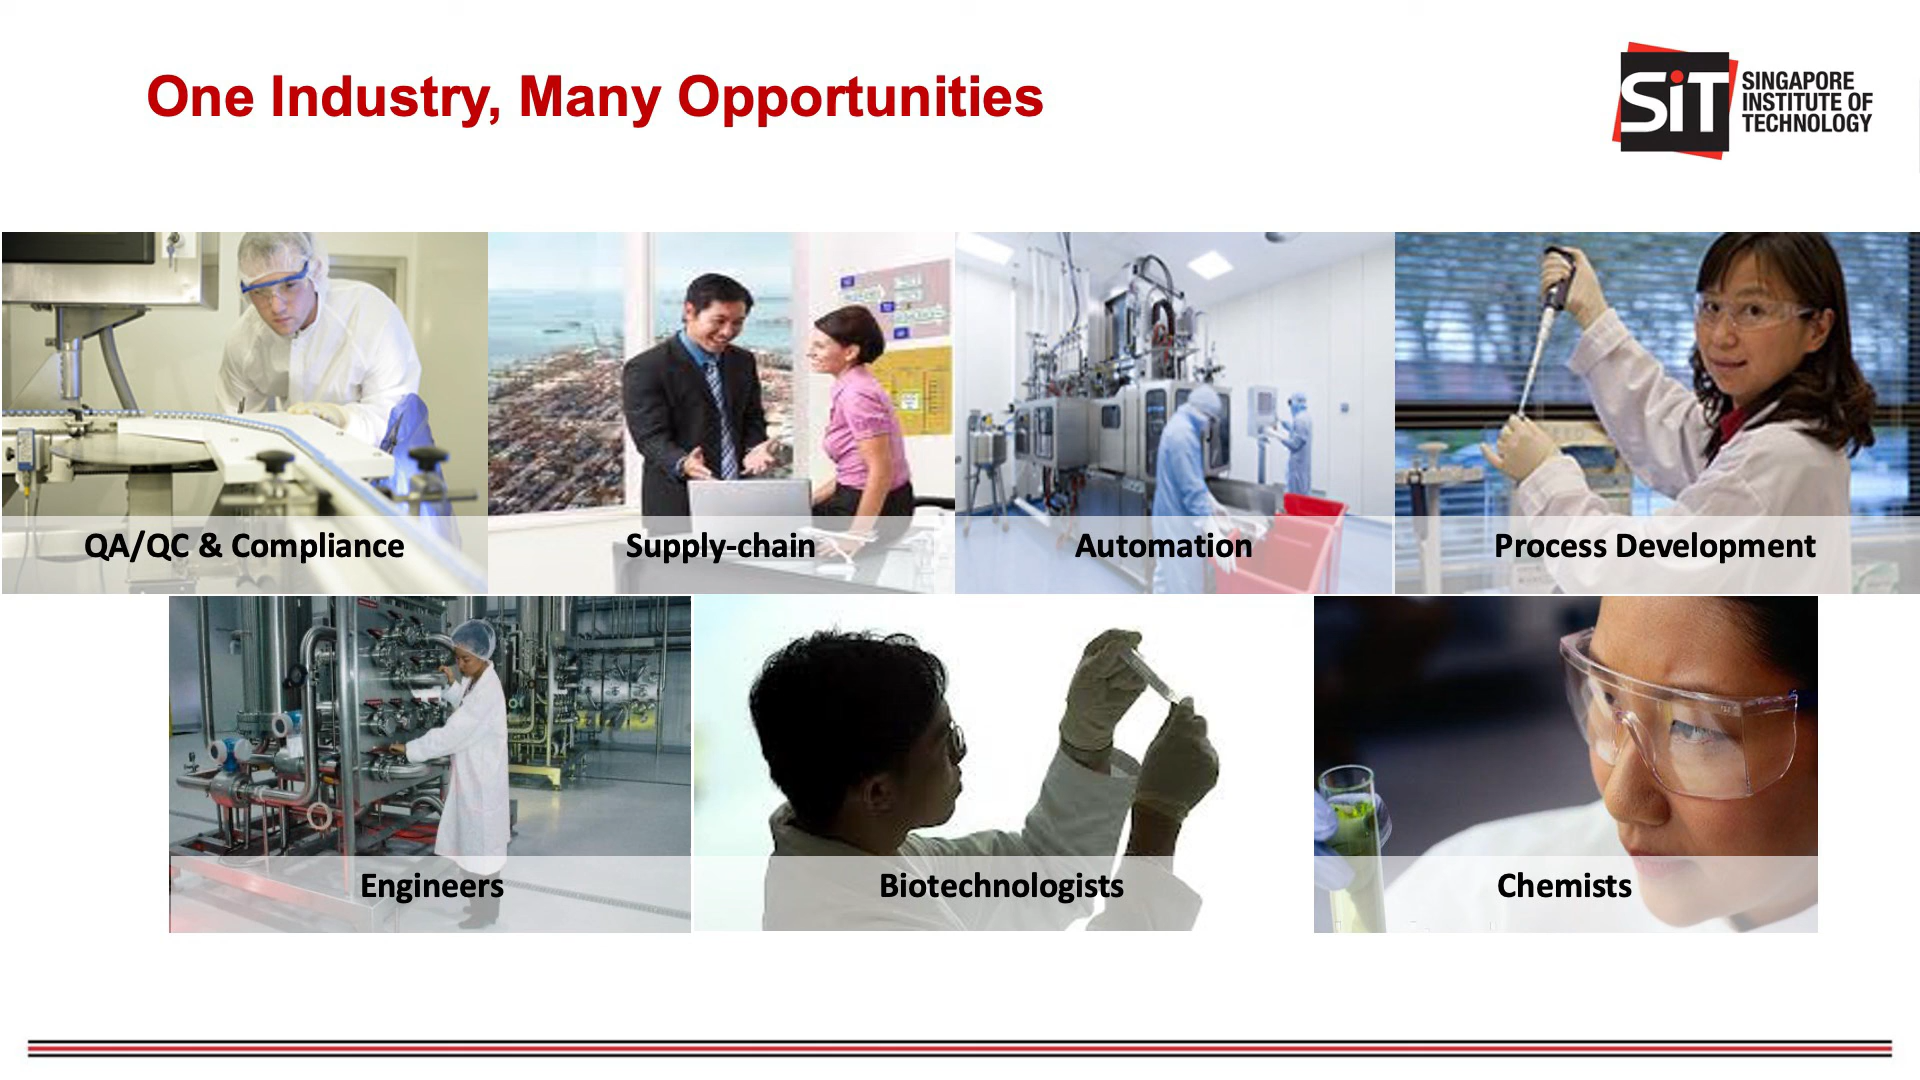 One Industry, Many Opportunities
SiT
SINGAPORE
INSTITUTE OF
TECHNOLOGY
QA/QC & Compliance
Supply-chain
Automation
Process Development
Engineers
Biotechnologists
Chemists